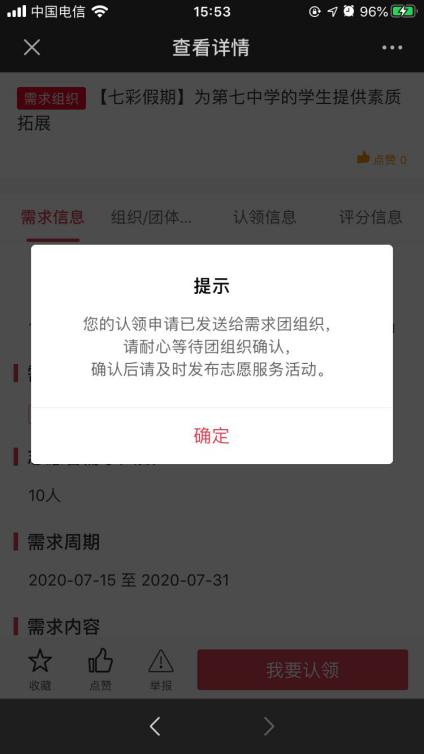 中国电信
15:53
96%
查看详情
需求组织 【七彩假期】为第七中学的学生提供素质
拓展
点赞 0
需求信息
组织/团体...
认领信息
评分信息
提示
您的认领申请已发送给需求团组织，
请耐心等待团组织确认，
确认后请及时发布志愿服务活动。
确定
10人
需求周期
2020-07-15 至 2020-07-31
需求内容
收藏
点赞
举报
我要认领